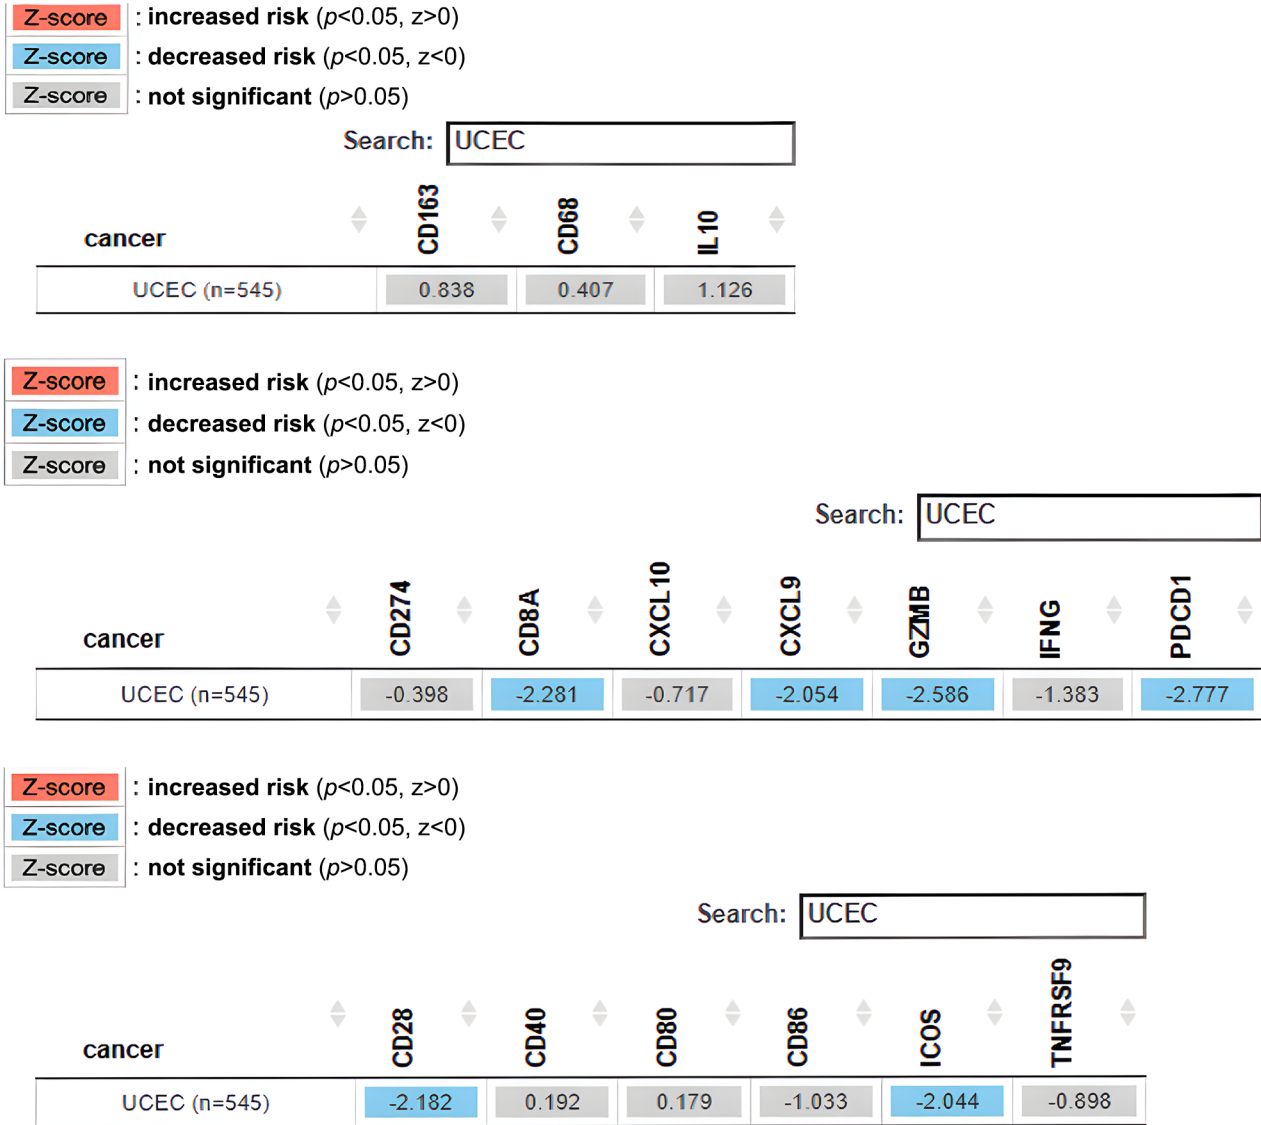 Z-score : increased risk (p<0.05, z>0)
Z-score : decreased risk (p<0.05, z<0)
Z-score : not significant (p>0.05)
Search: UCEC
cancer CD163 CD68 IL10
UCEC (n=545) 0.838 0.407 1.126
Z-score : increased risk (p<0.05, z>0)
Z-score : decreased risk (p<0.05, z<0)
Z-score : not significant (p>0.05)
Search: UCEC
cancer CD274 CD8A CXCL10 CXCL9 GZMB IFNG PDCD1
UCEC (n=545) -0.398 -2.281 -0.717 -2.054 -2.586 -1.383 -2.777
Z-score : increased risk (p<0.05, z>0)
Z-score : decreased risk (p<0.05, z<0)
Z-score : not significant (p>0.05)
Search: UCEC
cancer CD28 CD40 CD80 CD86 ICOS TNFRSF9
UCEC (n=545) -2.182 0.192 0.179 -1.033 -2.044 -0.898